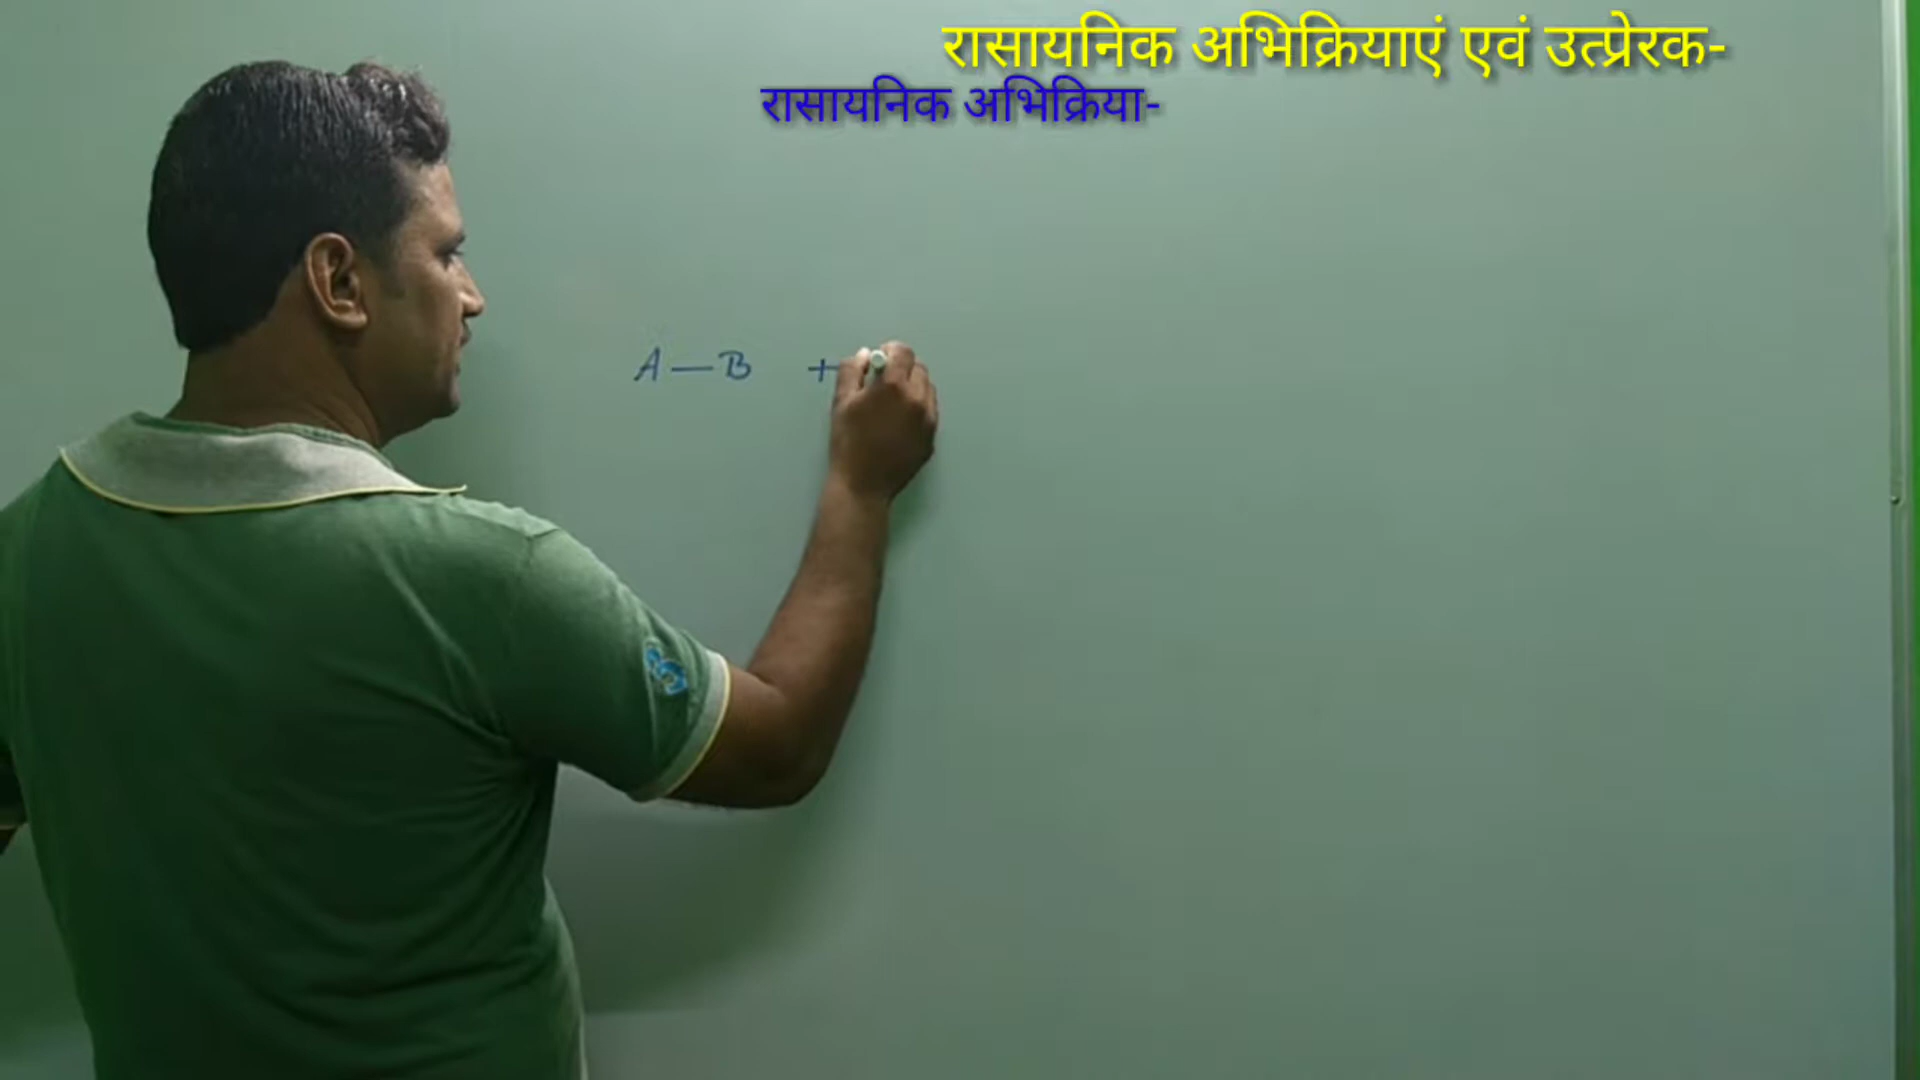 रासायनिक अभिक्रियाएं एवं उत्प्रेरक-
रासायनिक अभिक्रिया-
A — B +